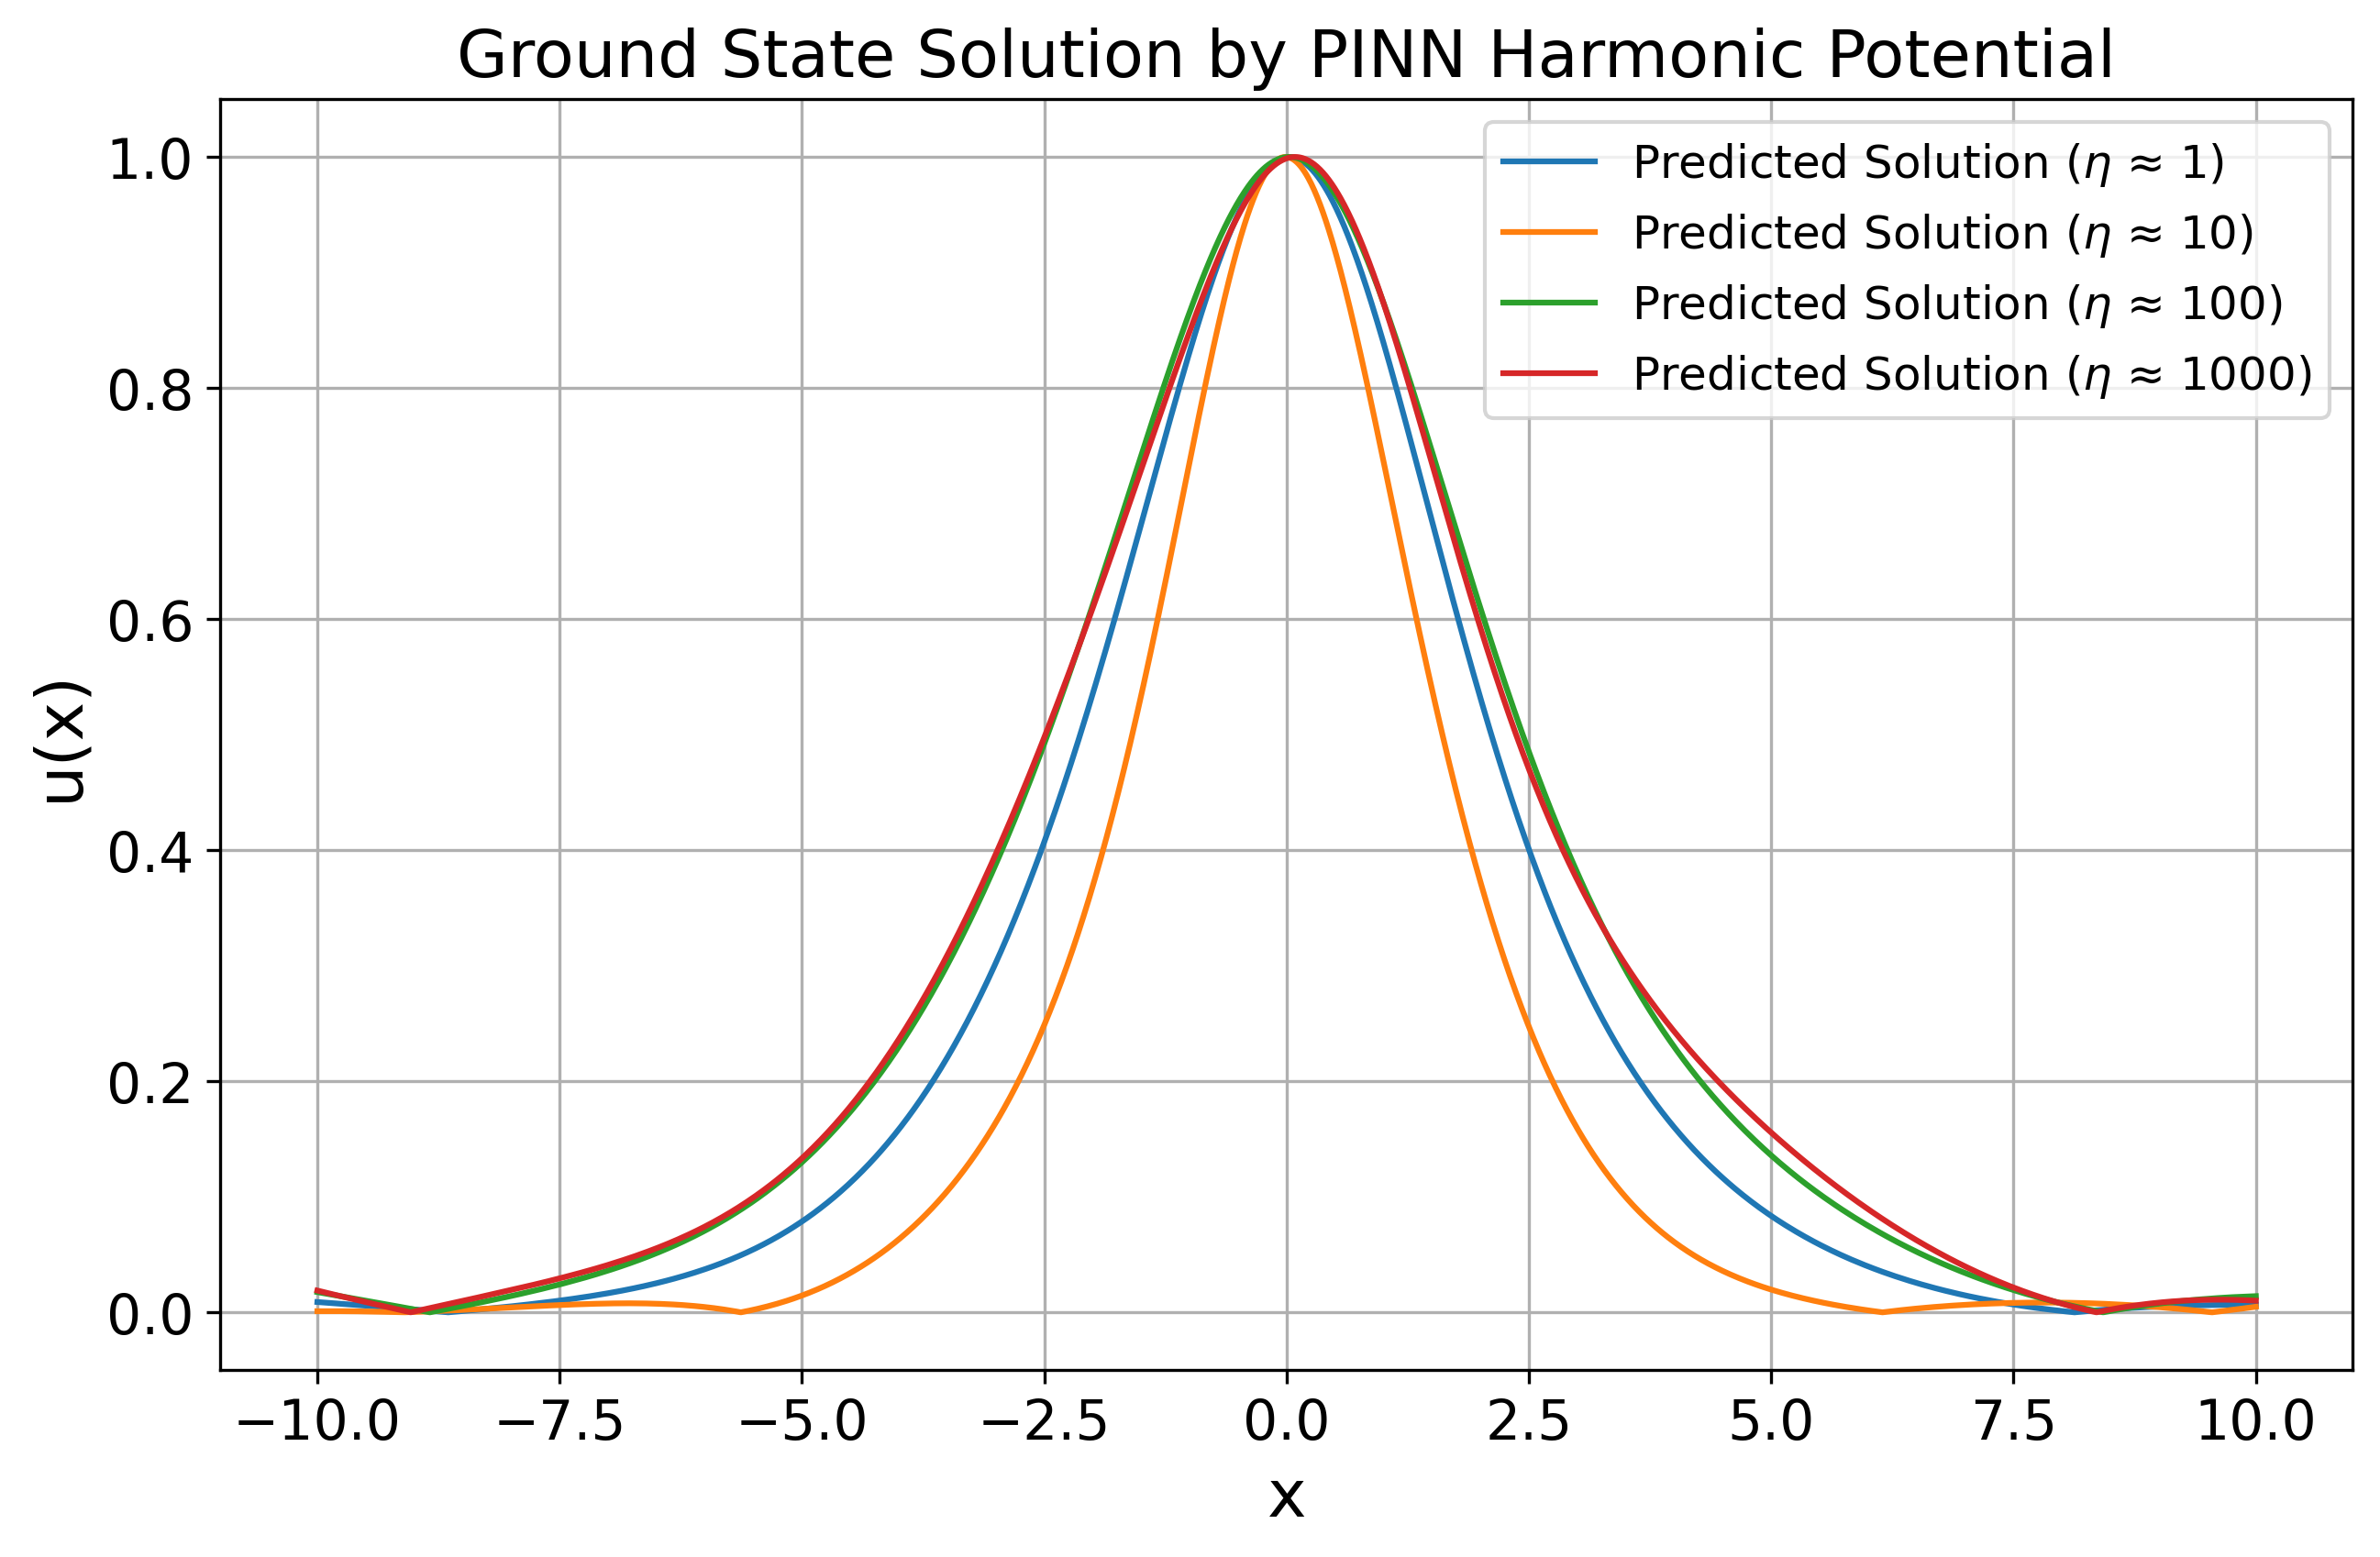 Ground State Solution by PINN Harmonic Potential
Predicted Solution (η ≈ 1)
Predicted Solution (η ≈ 10)
Predicted Solution (η ≈ 100)
Predicted Solution (η ≈ 1000)
u(x)
1.0
0.8
0.6
0.4
0.2
0.0
−10.0 −7.5 −5.0 −2.5 0.0 2.5 5.0 7.5 10.0
x